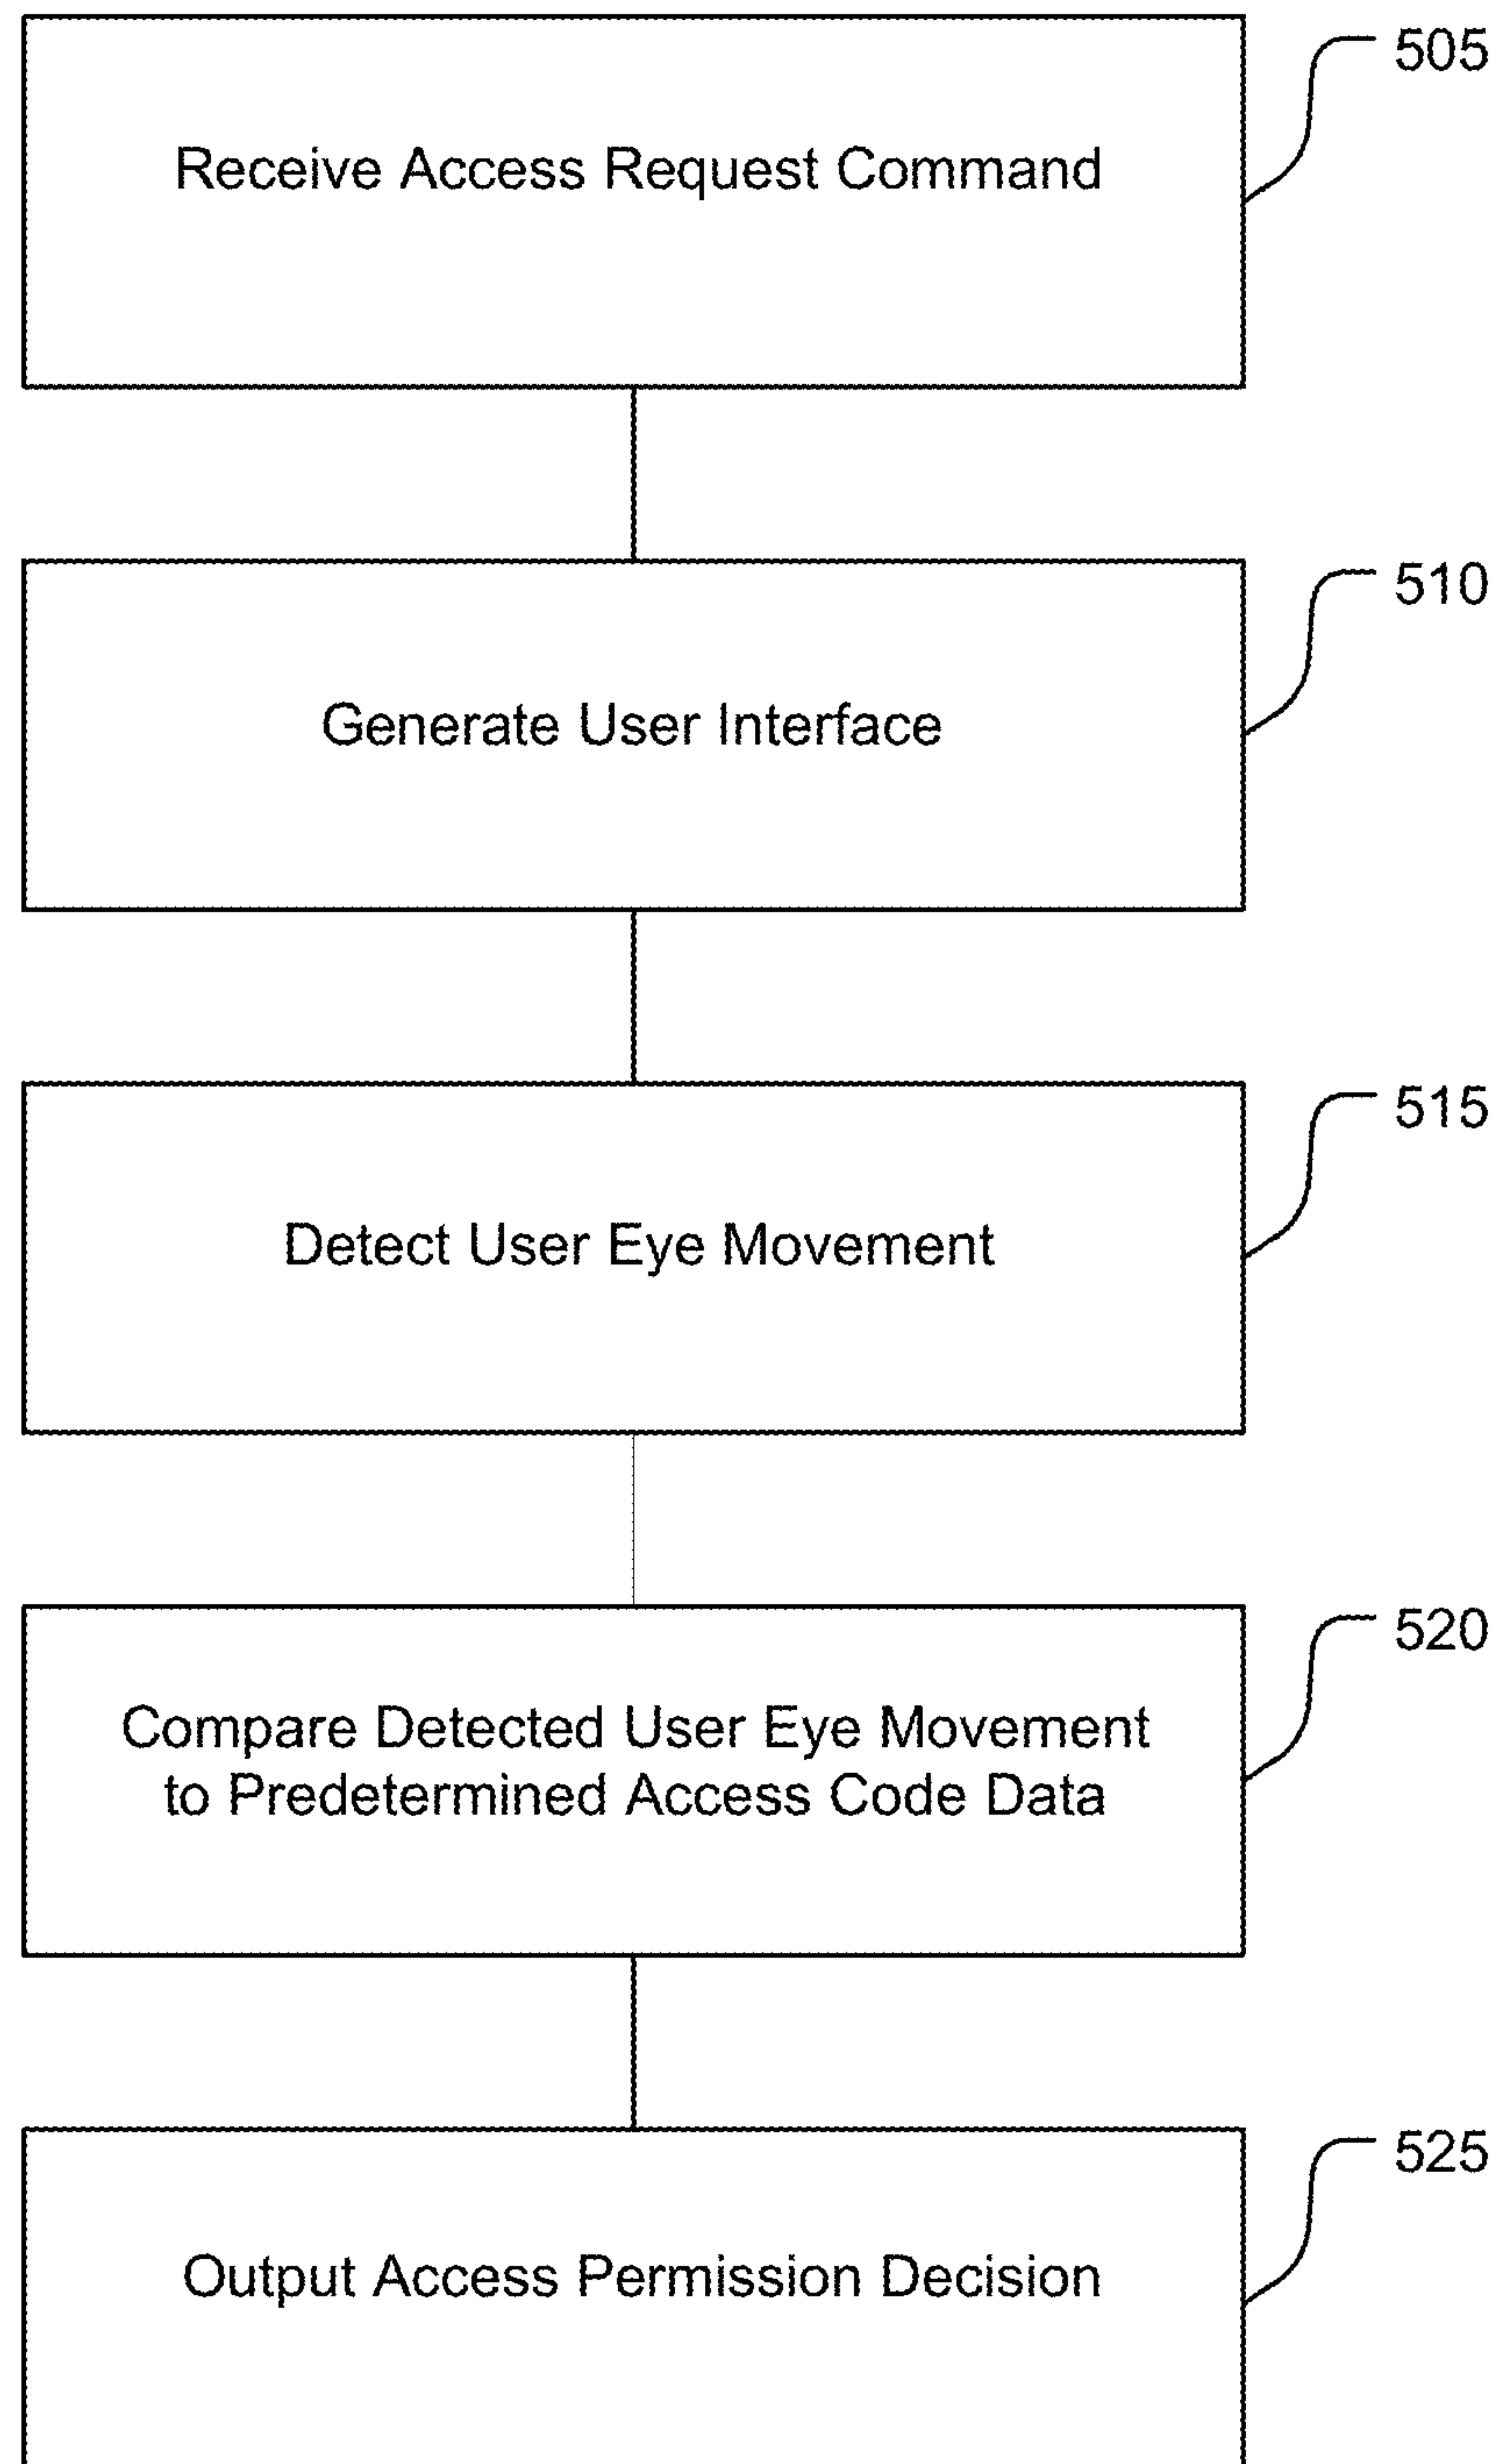 505
Receive Access Request Command
510
Generate User Interface
515
Detect User Eye Movement
520
Compare Detected User Eye Movement
to Predetermined Access Code Data
525
Output Access Permission Decision